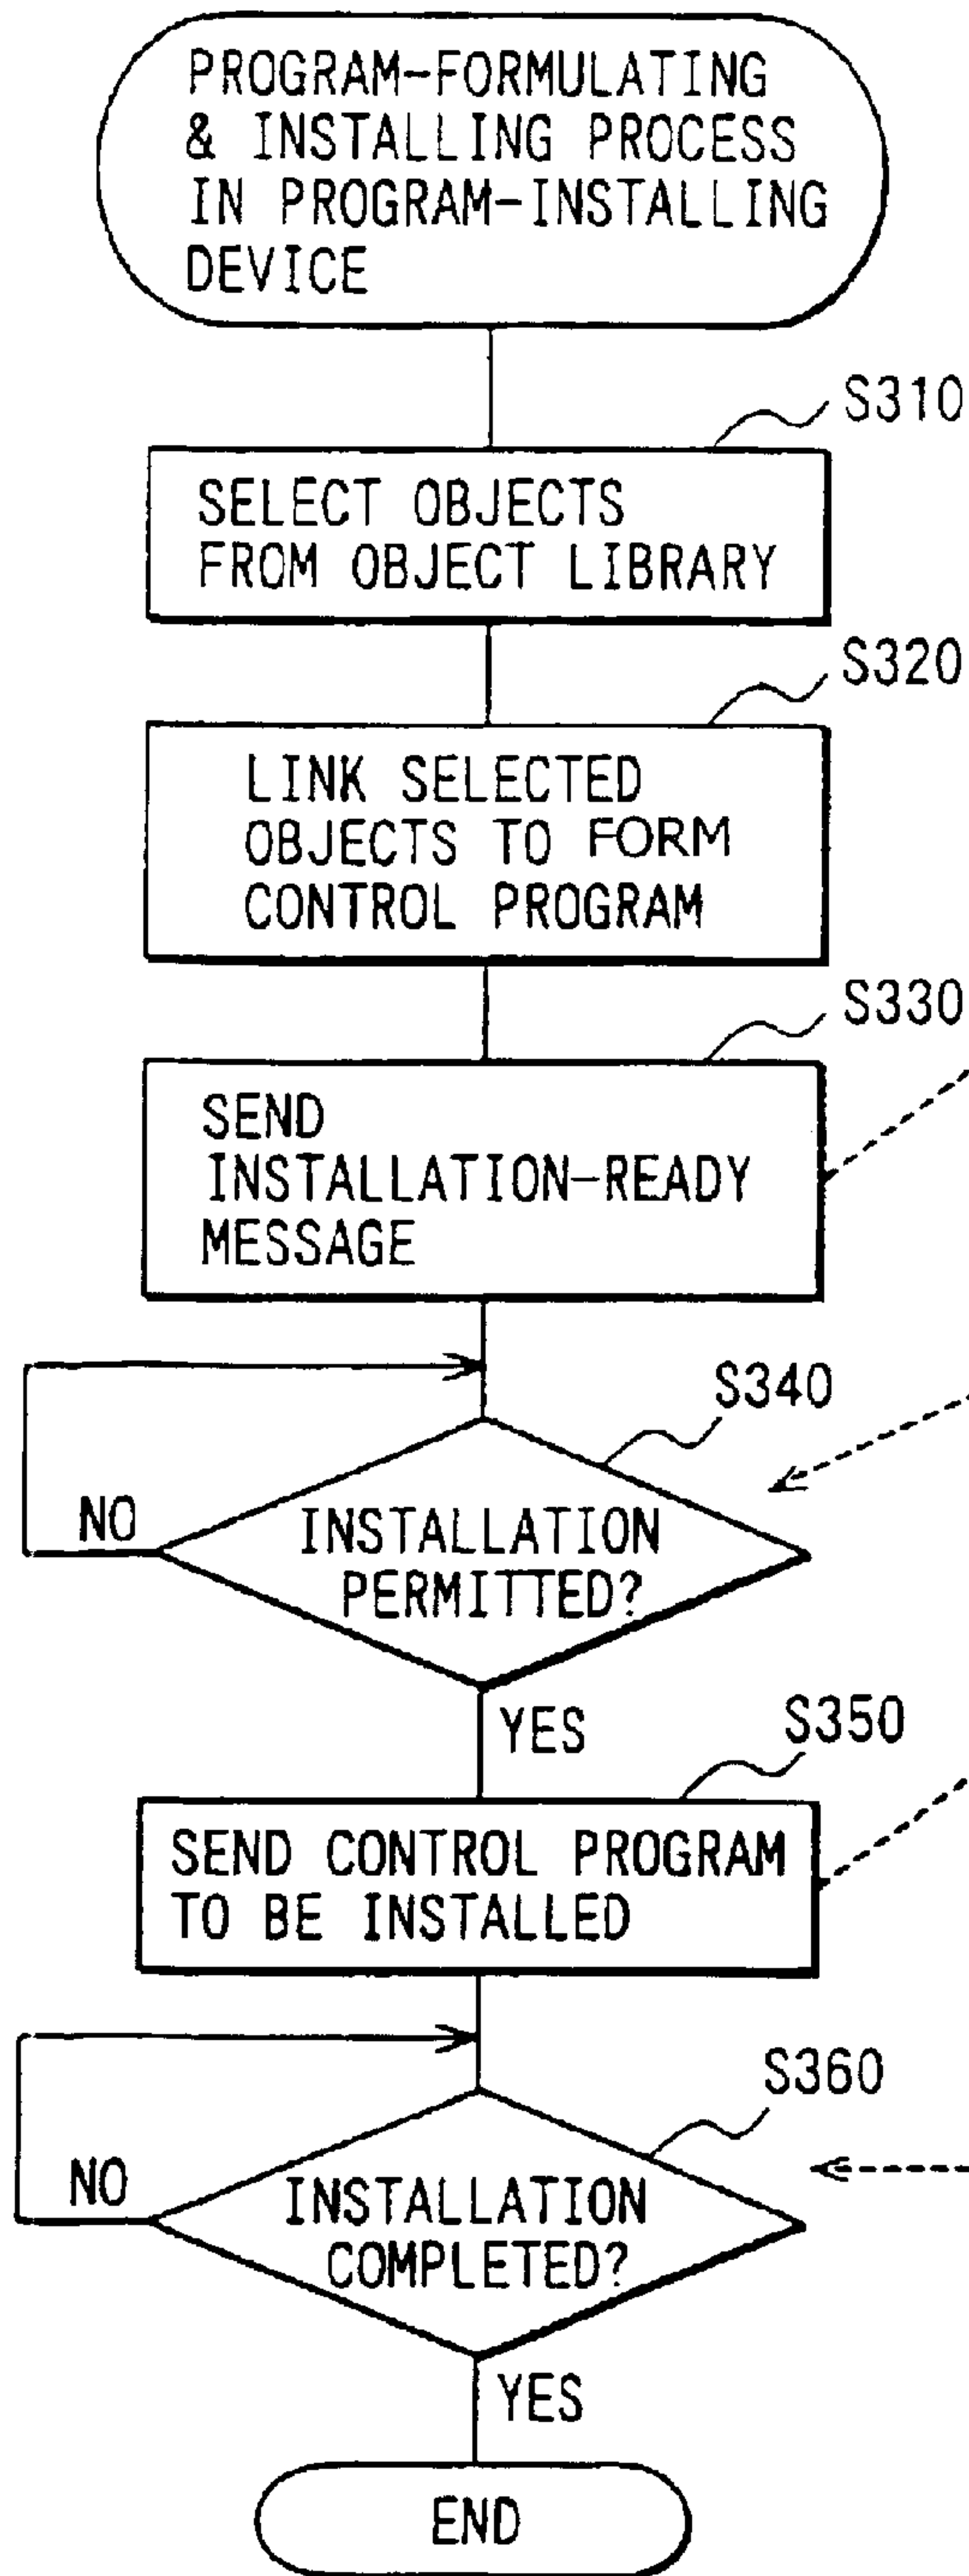 PROGRAM-FORMULATING
& INSTALLING PROCESS
IN PROGRAM-INSTALLING
DEVICE
S310
SELECT OBJECTS
FROM OBJECT LIBRARY
S320
LINK SELECTED
OBJECTS TO FORM
CONTROL PROGRAM
S330
SEND
INSTALLATION-READY
MESSAGE
S340
NO
INSTALLATION
PERMITTED?
YES
S350
SEND CONTROL PROGRAM
TO BE INSTALLED
S360
NO
INSTALLATION
COMPLETED?
YES
END